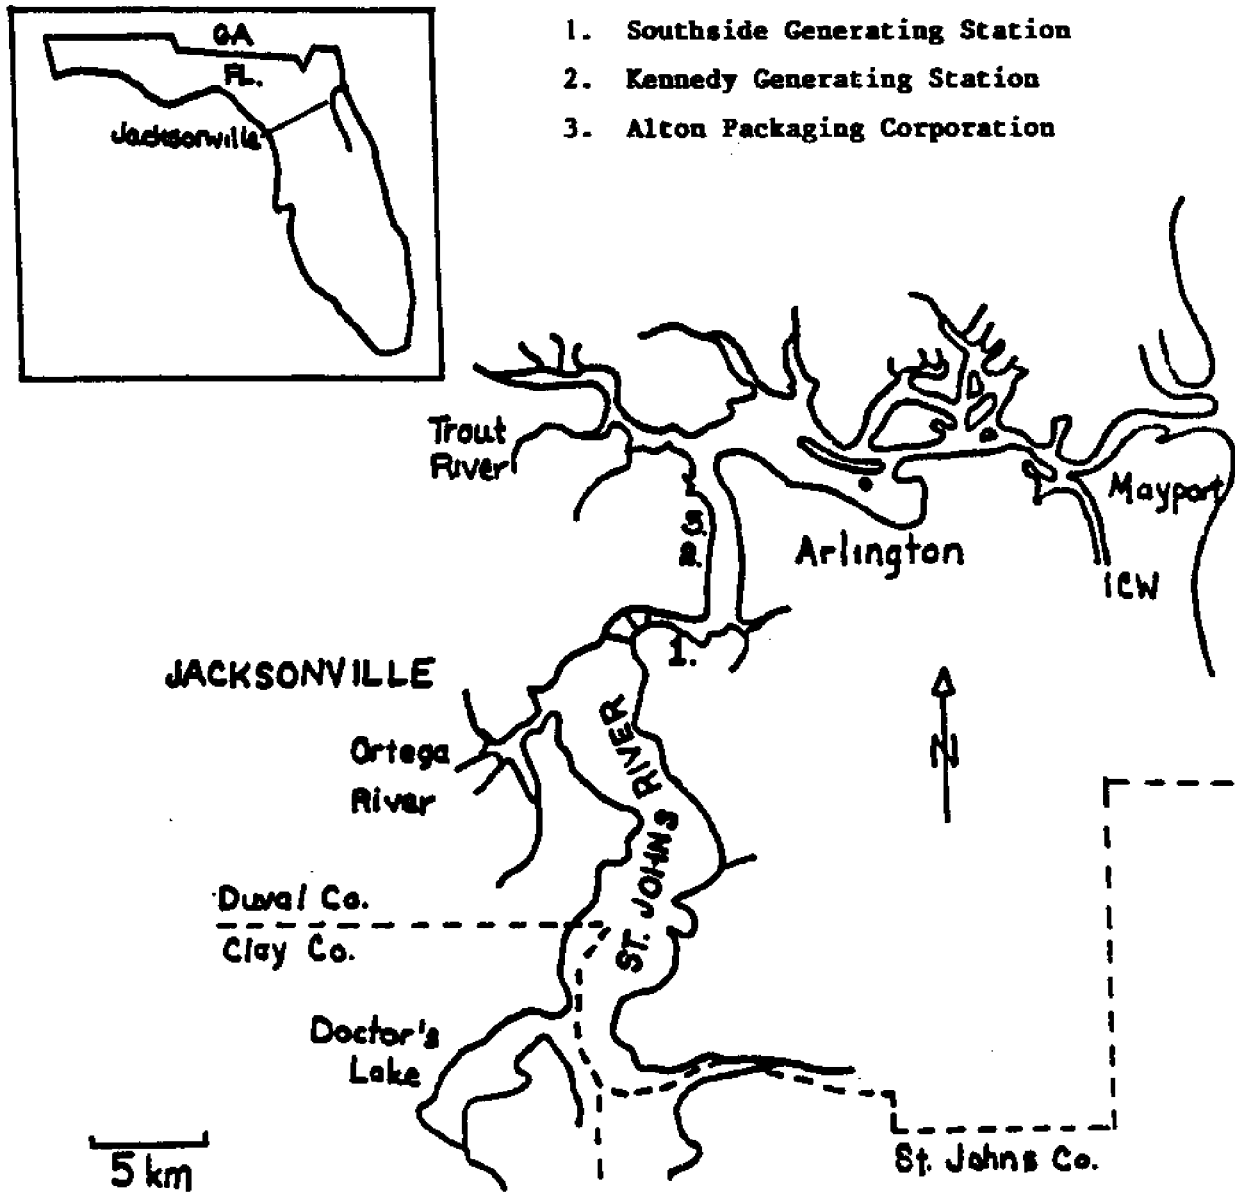 GA
FL.
Jacksonville
1. Southside Generating Station
2. Kennedy Generating Station
3. Alton Packaging Corporation
Trout
River
3.
2.
Mayport
Arlington
ICW
1.
JACKSONVILLE
Ortega
River
ST. JOHNS RIVER
N
Duval Co.
Clay Co.
Doctor's
Lake
5 km
St. Johns Co.